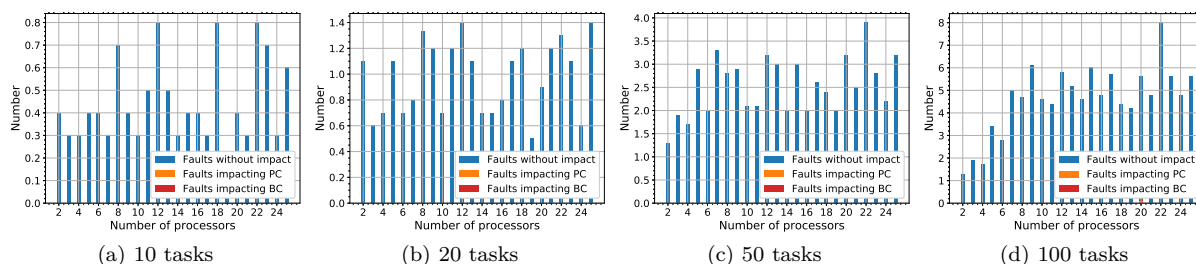 0.8
0.7
0.6
0.5
0.4
0.3
0.2
0.1
0.0
Number
2 4 6 8 10 12 14 16 18 20 22 24
Number of processors
Faults without impact
Faults impacting PC
Faults impacting BC
(a) 10 tasks
1.4
1.2
1.0
0.8
0.6
0.4
0.2
0.0
Number
2 4 6 8 10 12 14 16 18 20 22 24
Number of processors
Faults without impact
Faults impacting PC
Faults impacting BC
(b) 20 tasks
4.0
3.5
3.0
2.5
2.0
1.5
1.0
0.5
0.0
Number
2 4 6 8 10 12 14 16 18 20 22 24
Number of processors
Faults without impact
Faults impacting PC
Faults impacting BC
(c) 50 tasks
8
7
6
5
4
3
2
1
0
Number
2 4 6 8 10 12 14 16 18 20 22 24
Number of processors
Faults without impact
Faults impacting PC
Faults impacting BC
(d) 100 tasks